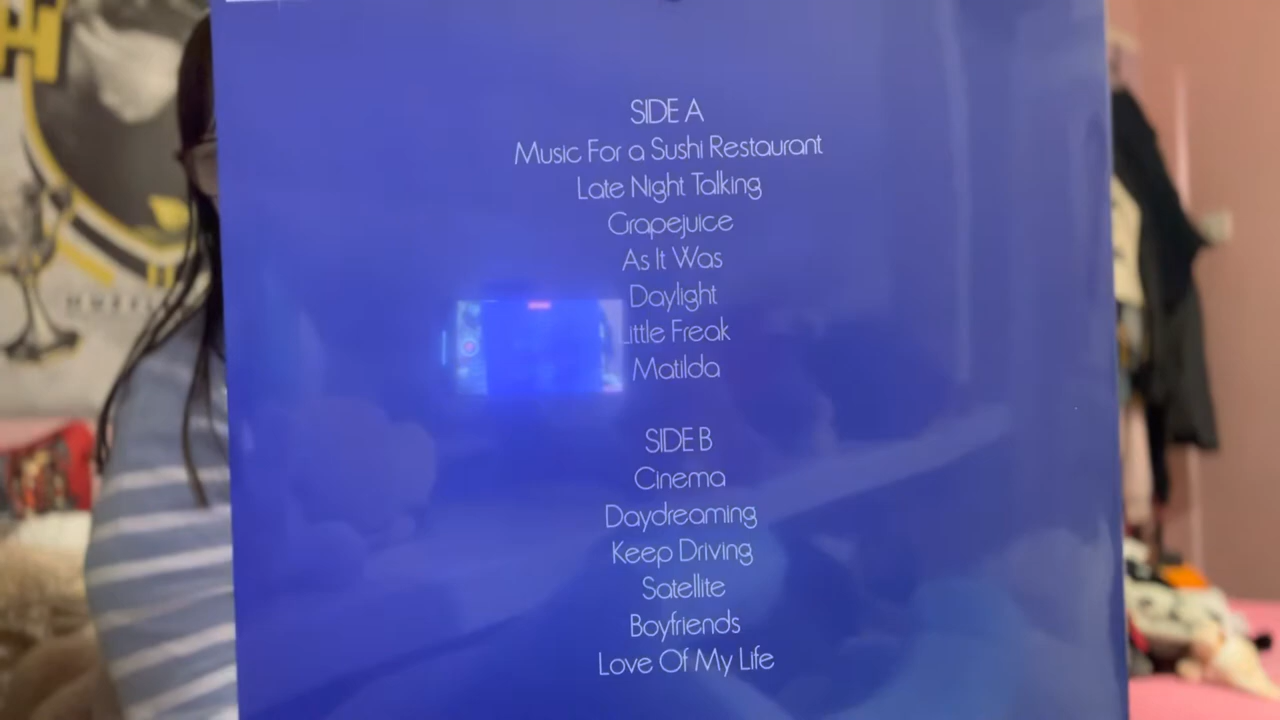 SIDE A
Music For a Sushi Restaurant
Late Night Talking
Grapejuice
As It Was
Daylight
Little Freak
Matilda
SIDE B
Cinema
Daydreaming
Keep Driving
Satellite
Boyfriends
Love Of My Life